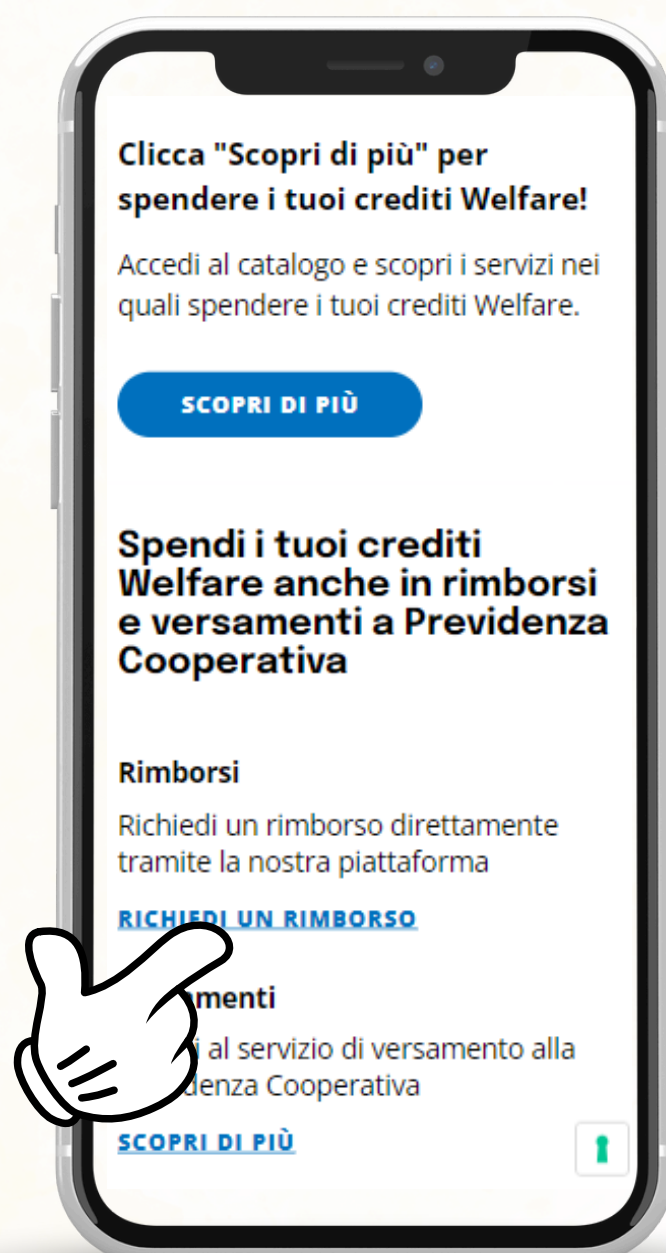 Clicca "Scopri di più" per
spendere i tuoi crediti Welfare!
Accedi al catalogo e scopri i servizi nei
quali spendere i tuoi crediti Welfare.
SCOPRI DI PIÙ
Spendi i tuoi crediti
Welfare anche in rimborsi
e versamenti a Previdenza
Cooperativa
Rimborsi
Richiedi un rimborso direttamente
tramite la nostra piattaforma
RICHIEDI UN RIMBORSO
amenti
i al servizio di versamento alla
denza Cooperativa
SCOPRI DI PIÙ